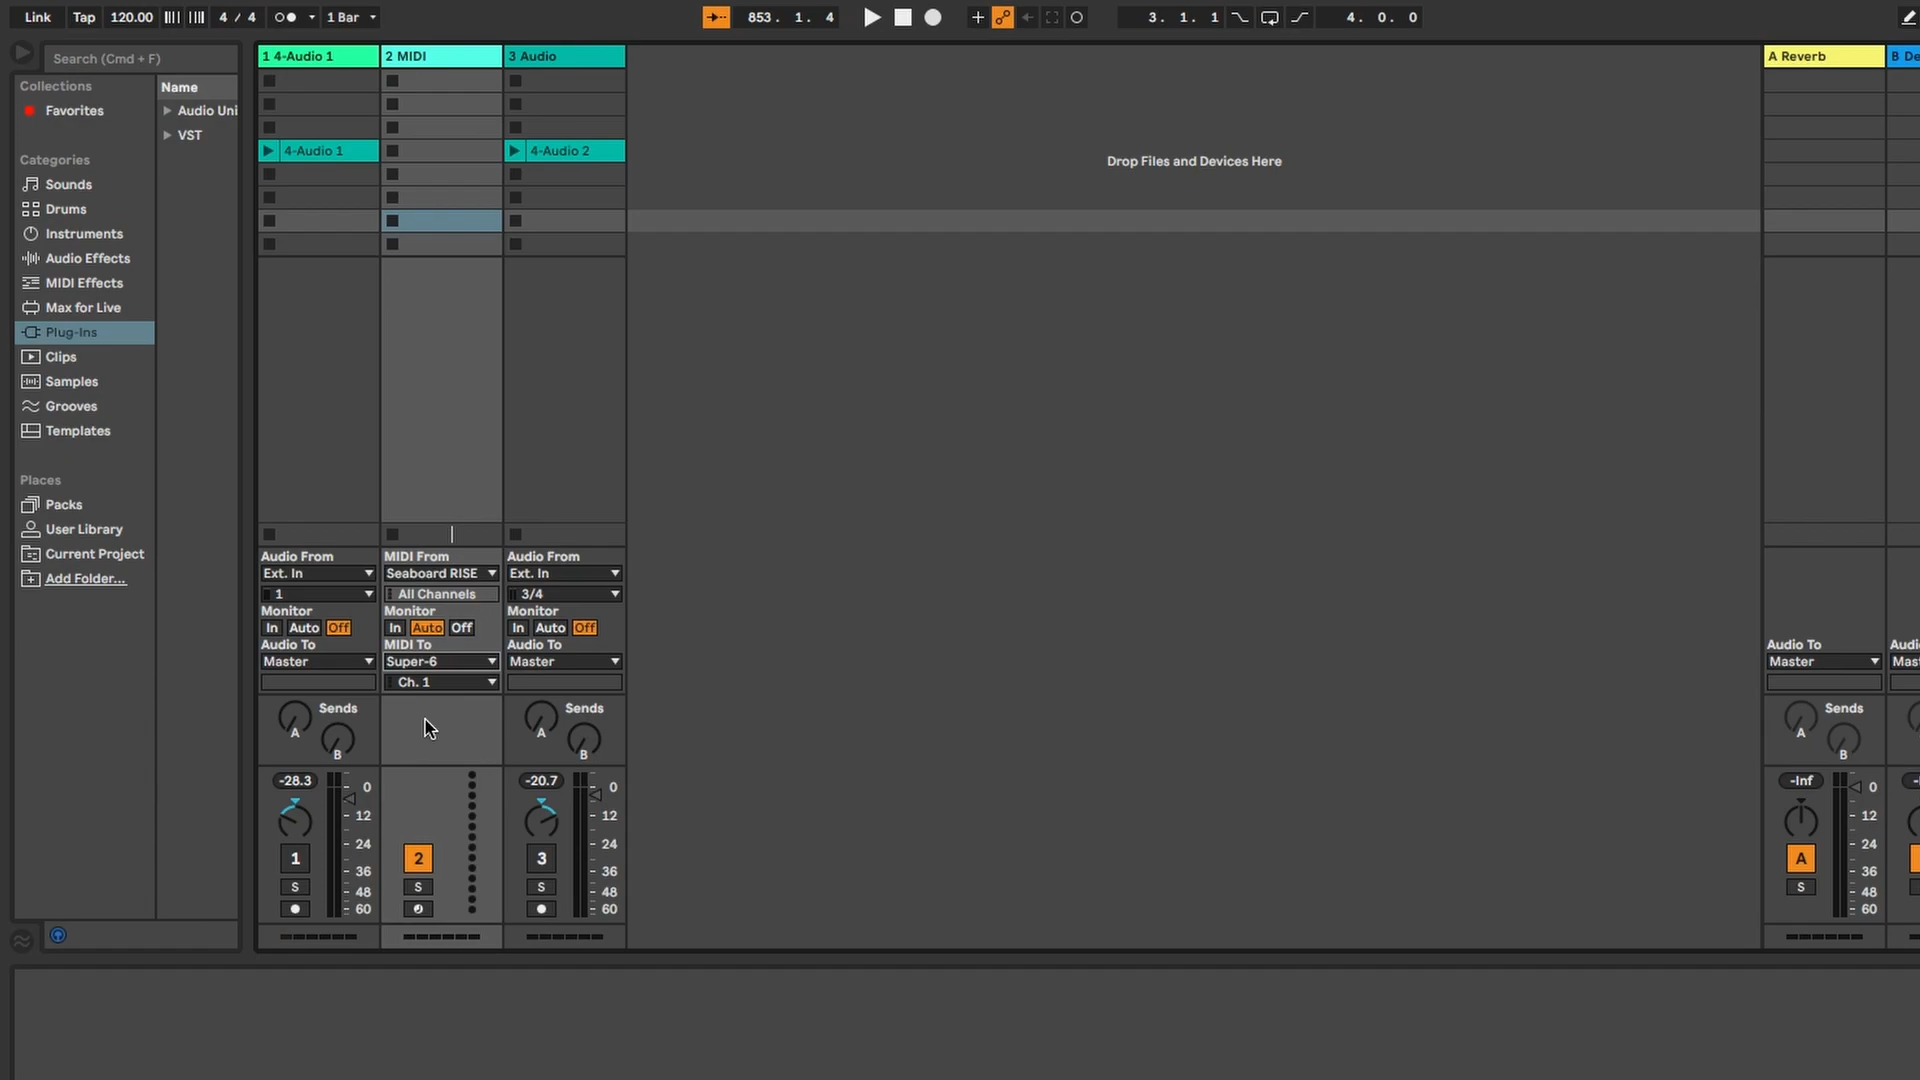 Link Tap 120.00 4 / 4 1 Bar 853. 1. 4 3. 1. 1 4. 0. 0
Search (Cmd + F)
Collections
Favorites
Categories
Sounds
Drums
Instruments
Audio Effects
MIDI Effects
Max for Live
Plug-Ins
Clips
Samples
Grooves
Templates
Places
Packs
User Library
Current Project
Add Folder...
Name
Audio Uni
VST
1 4-Audio 1 2 MIDI 3 Audio
4-Audio 1 4-Audio 2
Drop Files and Devices Here
A Reverb B De
Audio From MIDI From Audio From
Ext. In Seaboard RISE Ext. In
1 All Channels 3/4
Monitor Monitor Monitor
In Auto Off In Auto Off In Auto Off
Audio To MIDI To Audio To Audio To Audi
Master Super-6 Master Master Mas
Ch. 1
Sends Sends Sends
A A A
B B B
-28.3 0 -20.7 0 -Inf 0
12 12 12
24 24 24
1 2 3 A
36 36 36
S S S S
48 48 48
60 60 60